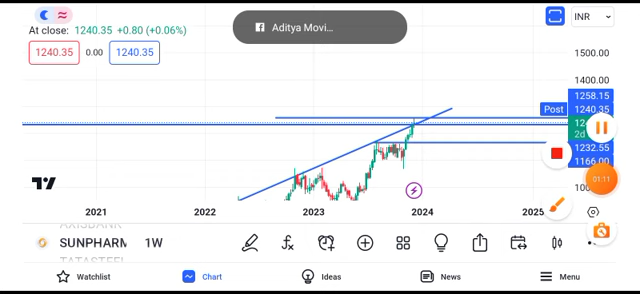 Aditya Movi...
At close: 1240.35 +0.80 (+0.06%)
1240.35 0.00 1240.35
INR
1500.00
1400.00
1258.15
Post 1240.35
2d
1232.55
1166.00
01:11
2021 2022 2023 2024 2025
AXISBANK
SUNPHARM 1W
TATASTEEL
Watchlist Chart Ideas News Menu